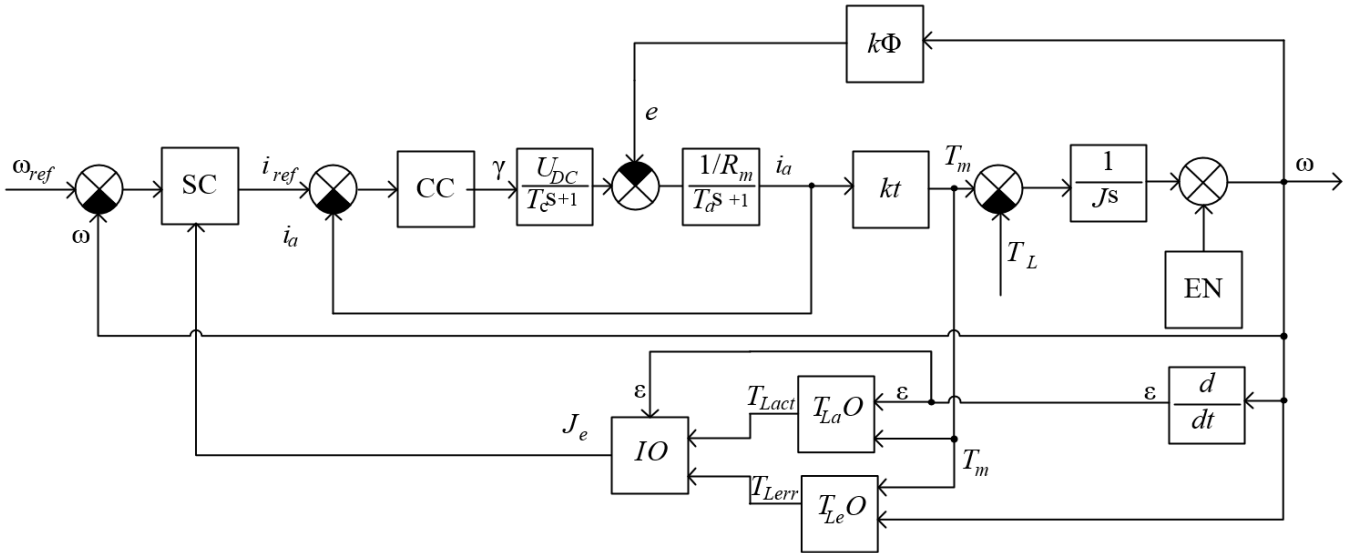 kΦ
e
ω_ref
SC
i_ref
CC
γ
U_DC
T_c s+1
1/R_m
T_a s +1
i_a
kt
T_m
1
Js
ω
ω
i_a
T_L
EN
ε
T_Lact
T_La O
ε
ε
d
dt
J_e
IO
T_m
T_Lerr
T_Le O